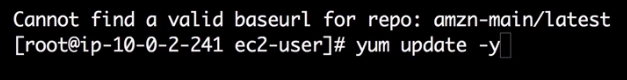 Cannot find a valid baseurl for repo: amzn-main/latest
[root@ip-10-0-2-241 ec2-user]# yum update -y